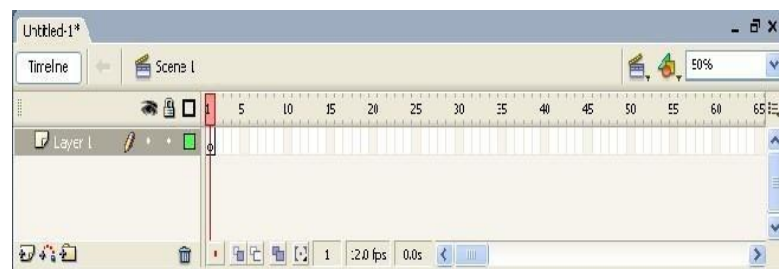 Untitled-1*
Timeline Scene 1 50%
1 5 10 15 20 25 30 35 40 45 50 55 60 65
Layer 1
1 12.0 fps 0.0s